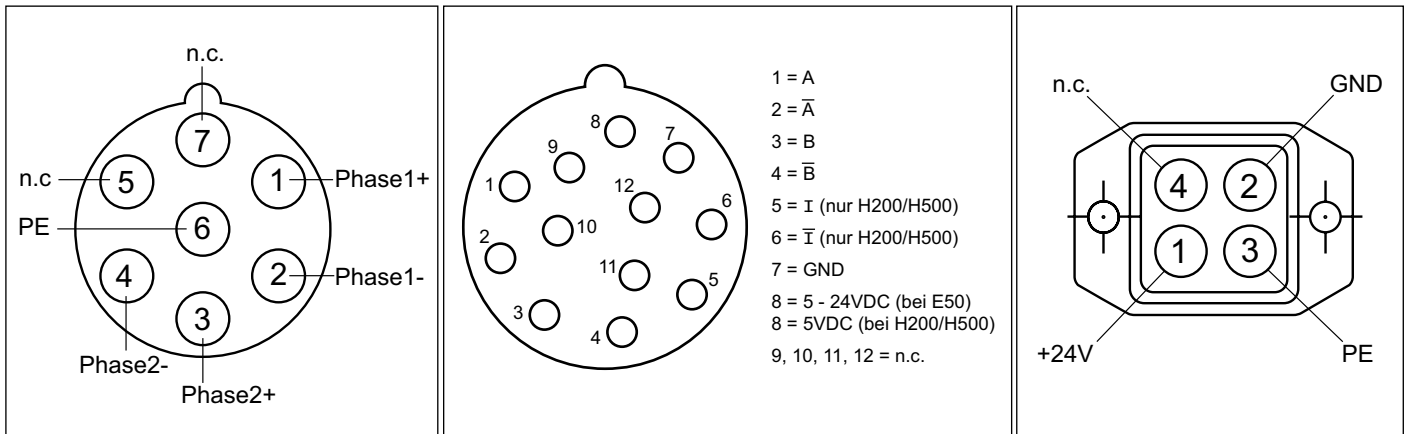 n.c.
7
n.c
5
1
Phase1+
PE
6
4
2
Phase1-
3
Phase2-
Phase2+
8
7
9
1
12
6
10
2
11
5
3
4
1 = A
2 = A̅
3 = B
4 = B̅
5 = I (nur H200/H500)
6 = I̅ (nur H200/H500)
7 = GND
8 = 5 - 24VDC (bei E50)
8 = 5VDC (bei H200/H500)
9, 10, 11, 12 = n.c.
n.c.
GND
4
2
1
3
+24V
PE